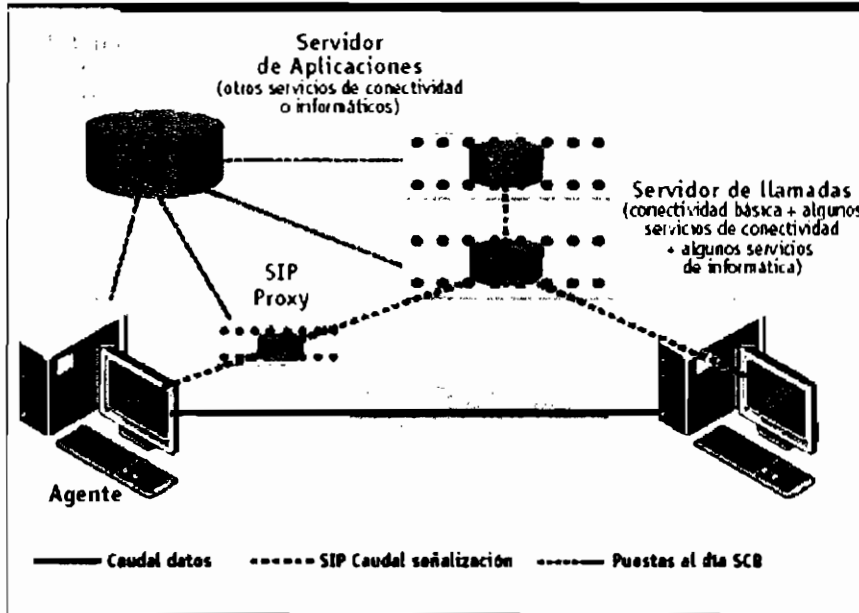 Servidor
de Aplicaciones
(otros servicios de conectividad
o informáticos)
Servidor de llamadas
(conectividad básica + algunos
servicios de conectividad
+ algunos servicios
de informática)
SIP
Proxy
Agente
Caudal datos
SIP Caudal señalización
Puestas al día SCB